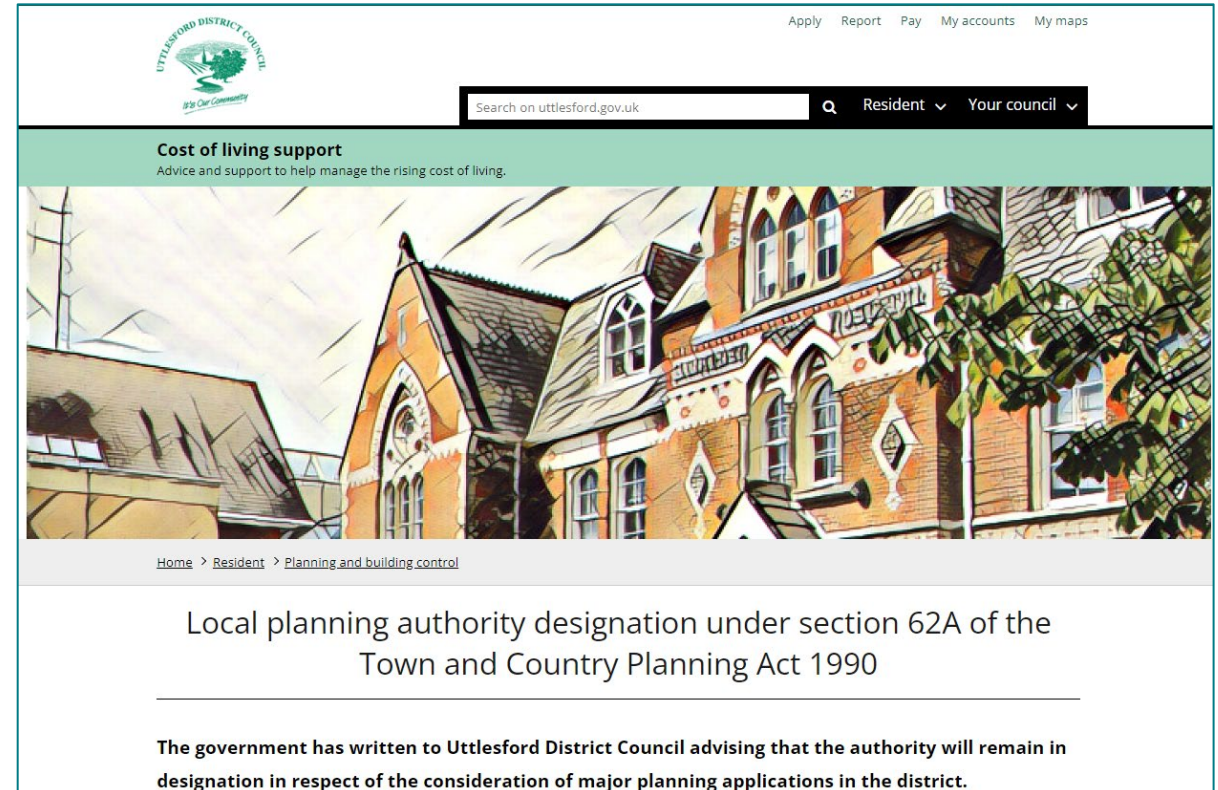 UTTLESFORD DISTRICT COUNCIL
It's Our Community
Apply Report Pay My accounts My maps
Search on uttlesford.gov.uk
Resident Your council
Cost of living support
Advice and support to help manage the rising cost of living.
Home > Resident > Planning and building control
Local planning authority designation under section 62A of the
Town and Country Planning Act 1990
The government has written to Uttlesford District Council advising that the authority will remain in
designation in respect of the consideration of major planning applications in the district.